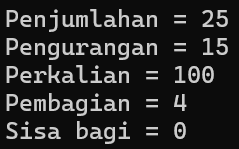 Penjumlahan = 25
Pengurangan = 15
Perkalian = 100
Pembagian = 4
Sisa bagi = 0